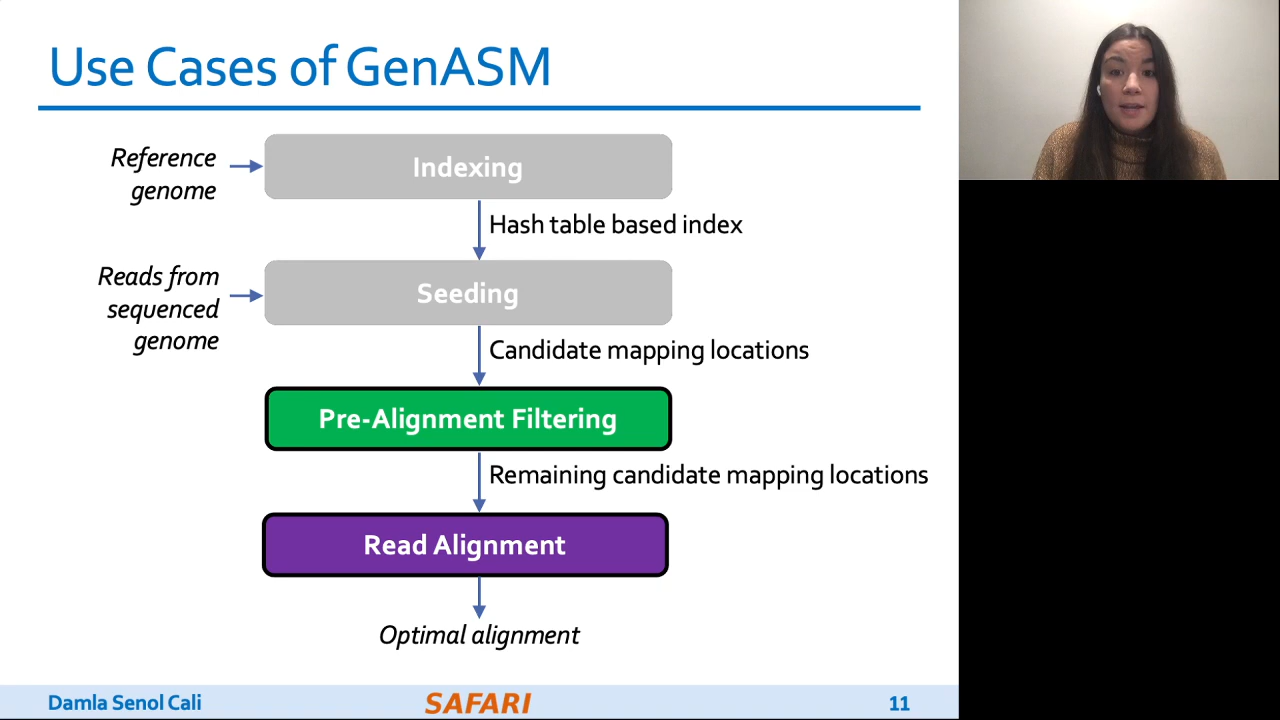 Use Cases of GenASM
Reference
genome
Indexing
Hash table based index
Reads from
sequenced
genome
Seeding
Candidate mapping locations
Pre-Alignment Filtering
Remaining candidate mapping locations
Read Alignment
Optimal alignment
Damla Senol Cali
SAFARI
11